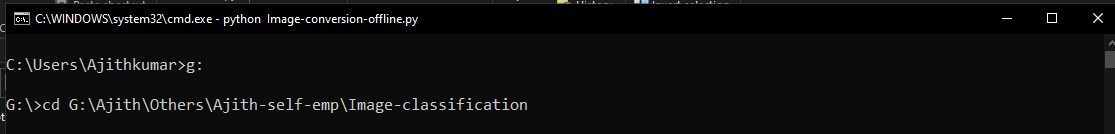 History
C:\WINDOWS\system32\cmd.exe - python  Image-conversion-offline.py
C:\Users\Ajithkumar>g:
G:\>cd G:\Ajith\Others\Ajith-self-emp\Image-classification